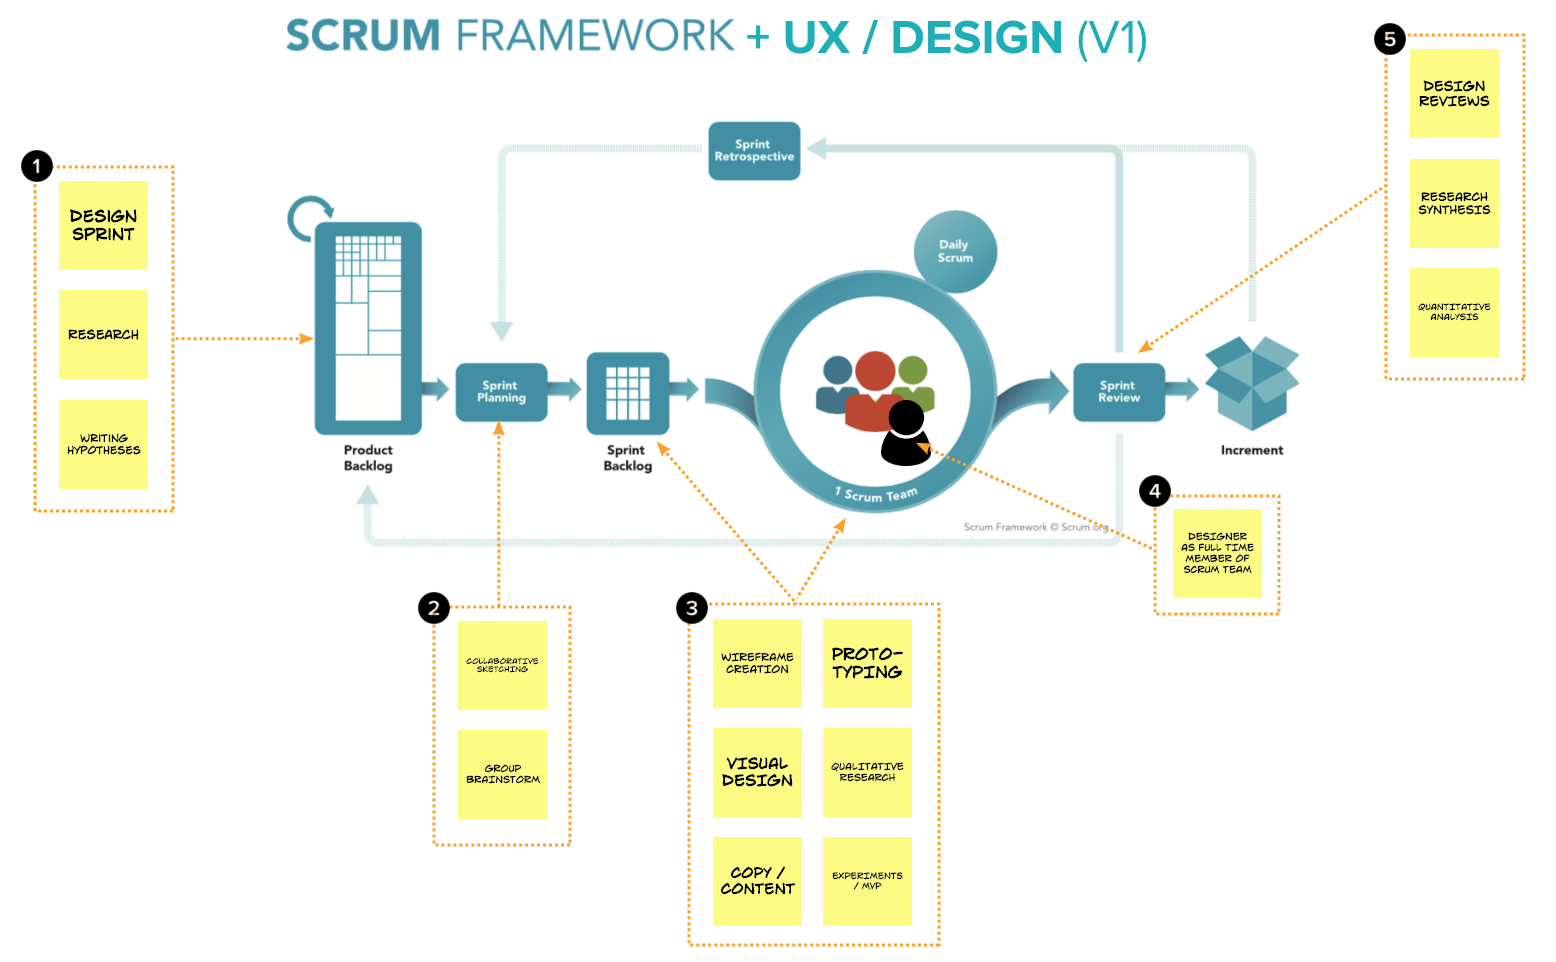 SCRUM FRAMEWORK + UX / DESIGN (V1)
1
DESIGN
SPRINT
RESEARCH
WRITING
HYPOTHESES
Product
Backlog
Sprint
Planning
Sprint
Backlog
Sprint
Retrospective
Daily
Scrum
1 Scrum Team
Sprint
Review
Increment
Scrum Framework © Scrum.org
2
COLLABORATIVE
SKETCHING
GROUP
BRAINSTORM
3
WIREFRAME
CREATION
PROTO-
TYPING
VISUAL
DESIGN
QUALITATIVE
RESEARCH
COPY /
CONTENT
EXPERIMENTS
/ MVP
4
DESIGNER
AS FULL TIME
MEMBER OF
SCRUM TEAM
5
DESIGN
REVIEWS
RESEARCH
SYNTHESIS
QUANTITATIVE
ANALYSIS